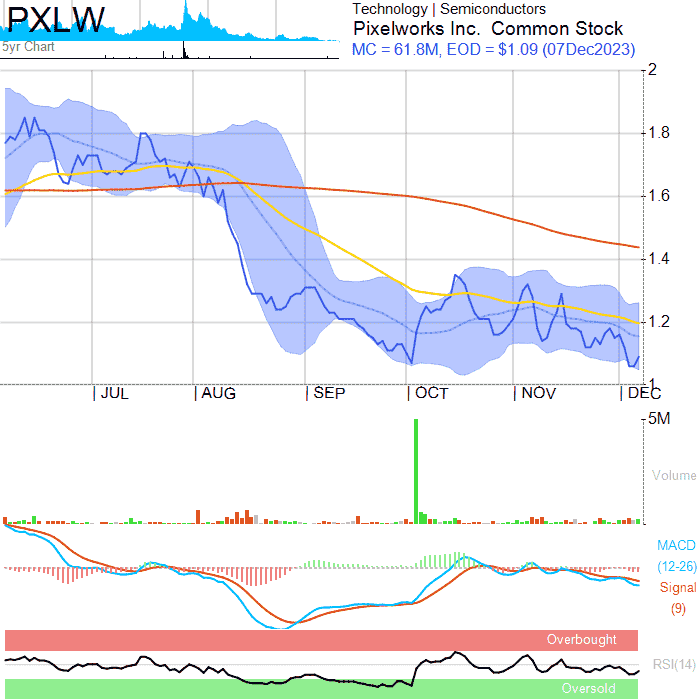 PXLW
5yr Chart
Technology | Semiconductors
Pixelworks Inc. Common Stock
MC = 61.8M, EOD = $1.09 (07Dec2023)
2
1.8
1.6
1.4
1.2
1
JUL AUG SEP OCT NOV DEC
5M
Volume
MACD
(12-26)
Signal
(9)
Overbought
RSI(14)
Oversold